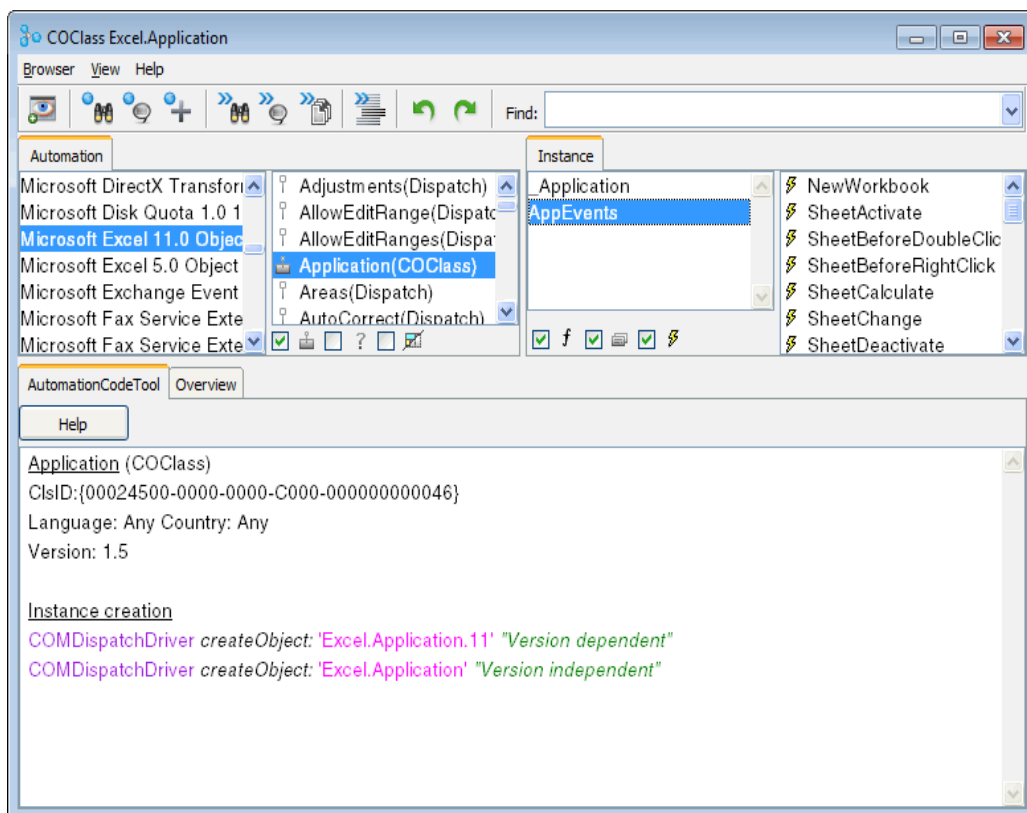 COClass Excel.Application
Browser View Help
Find:
Automation
Instance
Microsoft DirectX Transfor
Microsoft Disk Quota 1.0 1
Microsoft Excel 11.0 Objec
Microsoft Excel 5.0 Object
Microsoft Exchange Event
Microsoft Fax Service Exte
Microsoft Fax Service Exte
Adjustments(Dispatch)
AllowEditRange(Dispatc
AllowEditRanges(Dispa
Application(COClass)
Areas(Dispatch)
AutoCorrect(Dispatch)
?
_Application
AppEvents
f
NewWorkbook
SheetActivate
SheetBeforeDoubleClic
SheetBeforeRightClick
SheetCalculate
SheetChange
SheetDeactivate
AutomationCodeTool Overview
Help
Application (COClass)
ClsID:{00024500-0000-0000-C000-000000000046}
Language: Any Country: Any
Version: 1.5
Instance creation
COMDispatchDriver createObject: 'Excel.Application.11' "Version dependent"
COMDispatchDriver createObject: 'Excel.Application' "Version independent"